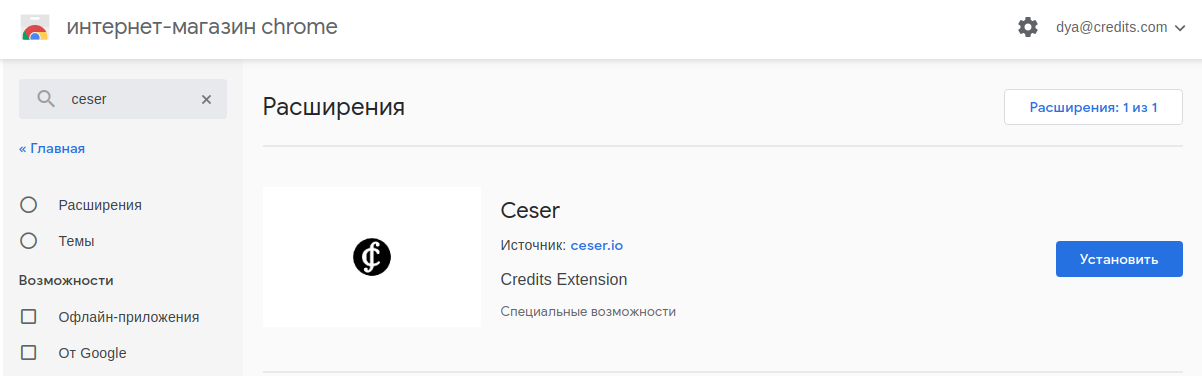 интернет-магазин chrome
dya@credits.com
ceser
« Главная
Расширения
Темы
Возможности
Офлайн-приложения
От Google
Расширения
Расширения: 1 из 1
Ceser
Источник: ceser.io
Credits Extension
Специальные возможности
Установить